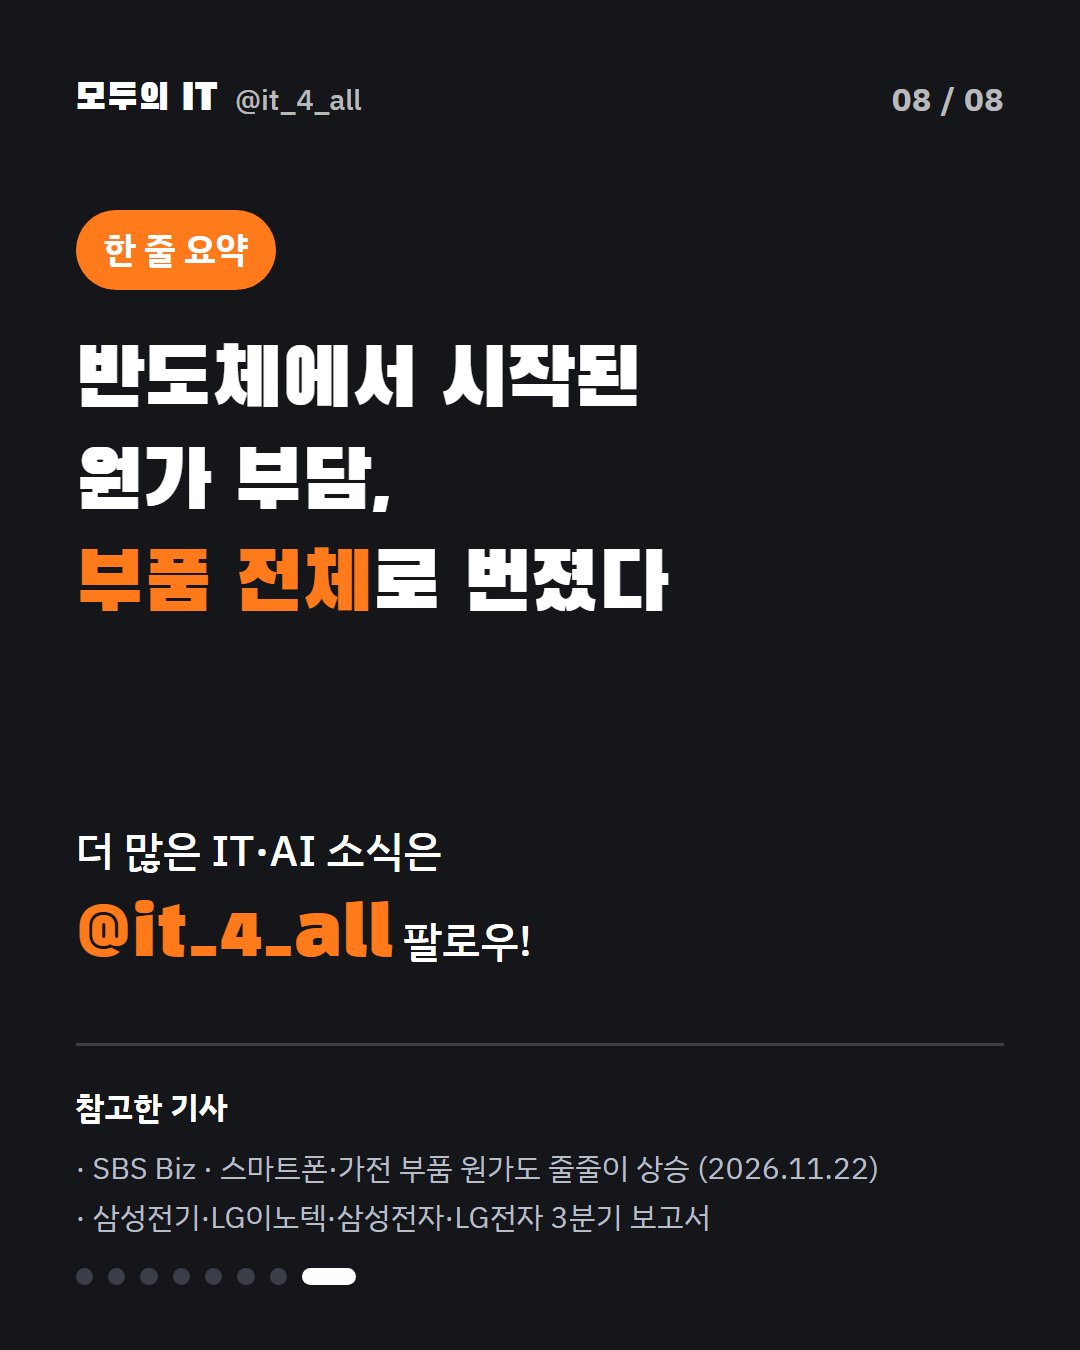 모두의 IT @it_4_all
08 / 08
한 줄 요약
반도체에서 시작된
원가 부담,
부품 전체로 번졌다
더 많은 IT·AI 소식은
@it_4_all 팔로우!
참고한 기사
· SBS Biz · 스마트폰·가전 부품 원가도 줄줄이 상승 (2026.11.22)
· 삼성전기·LG이노텍·삼성전자·LG전자 3분기 보고서